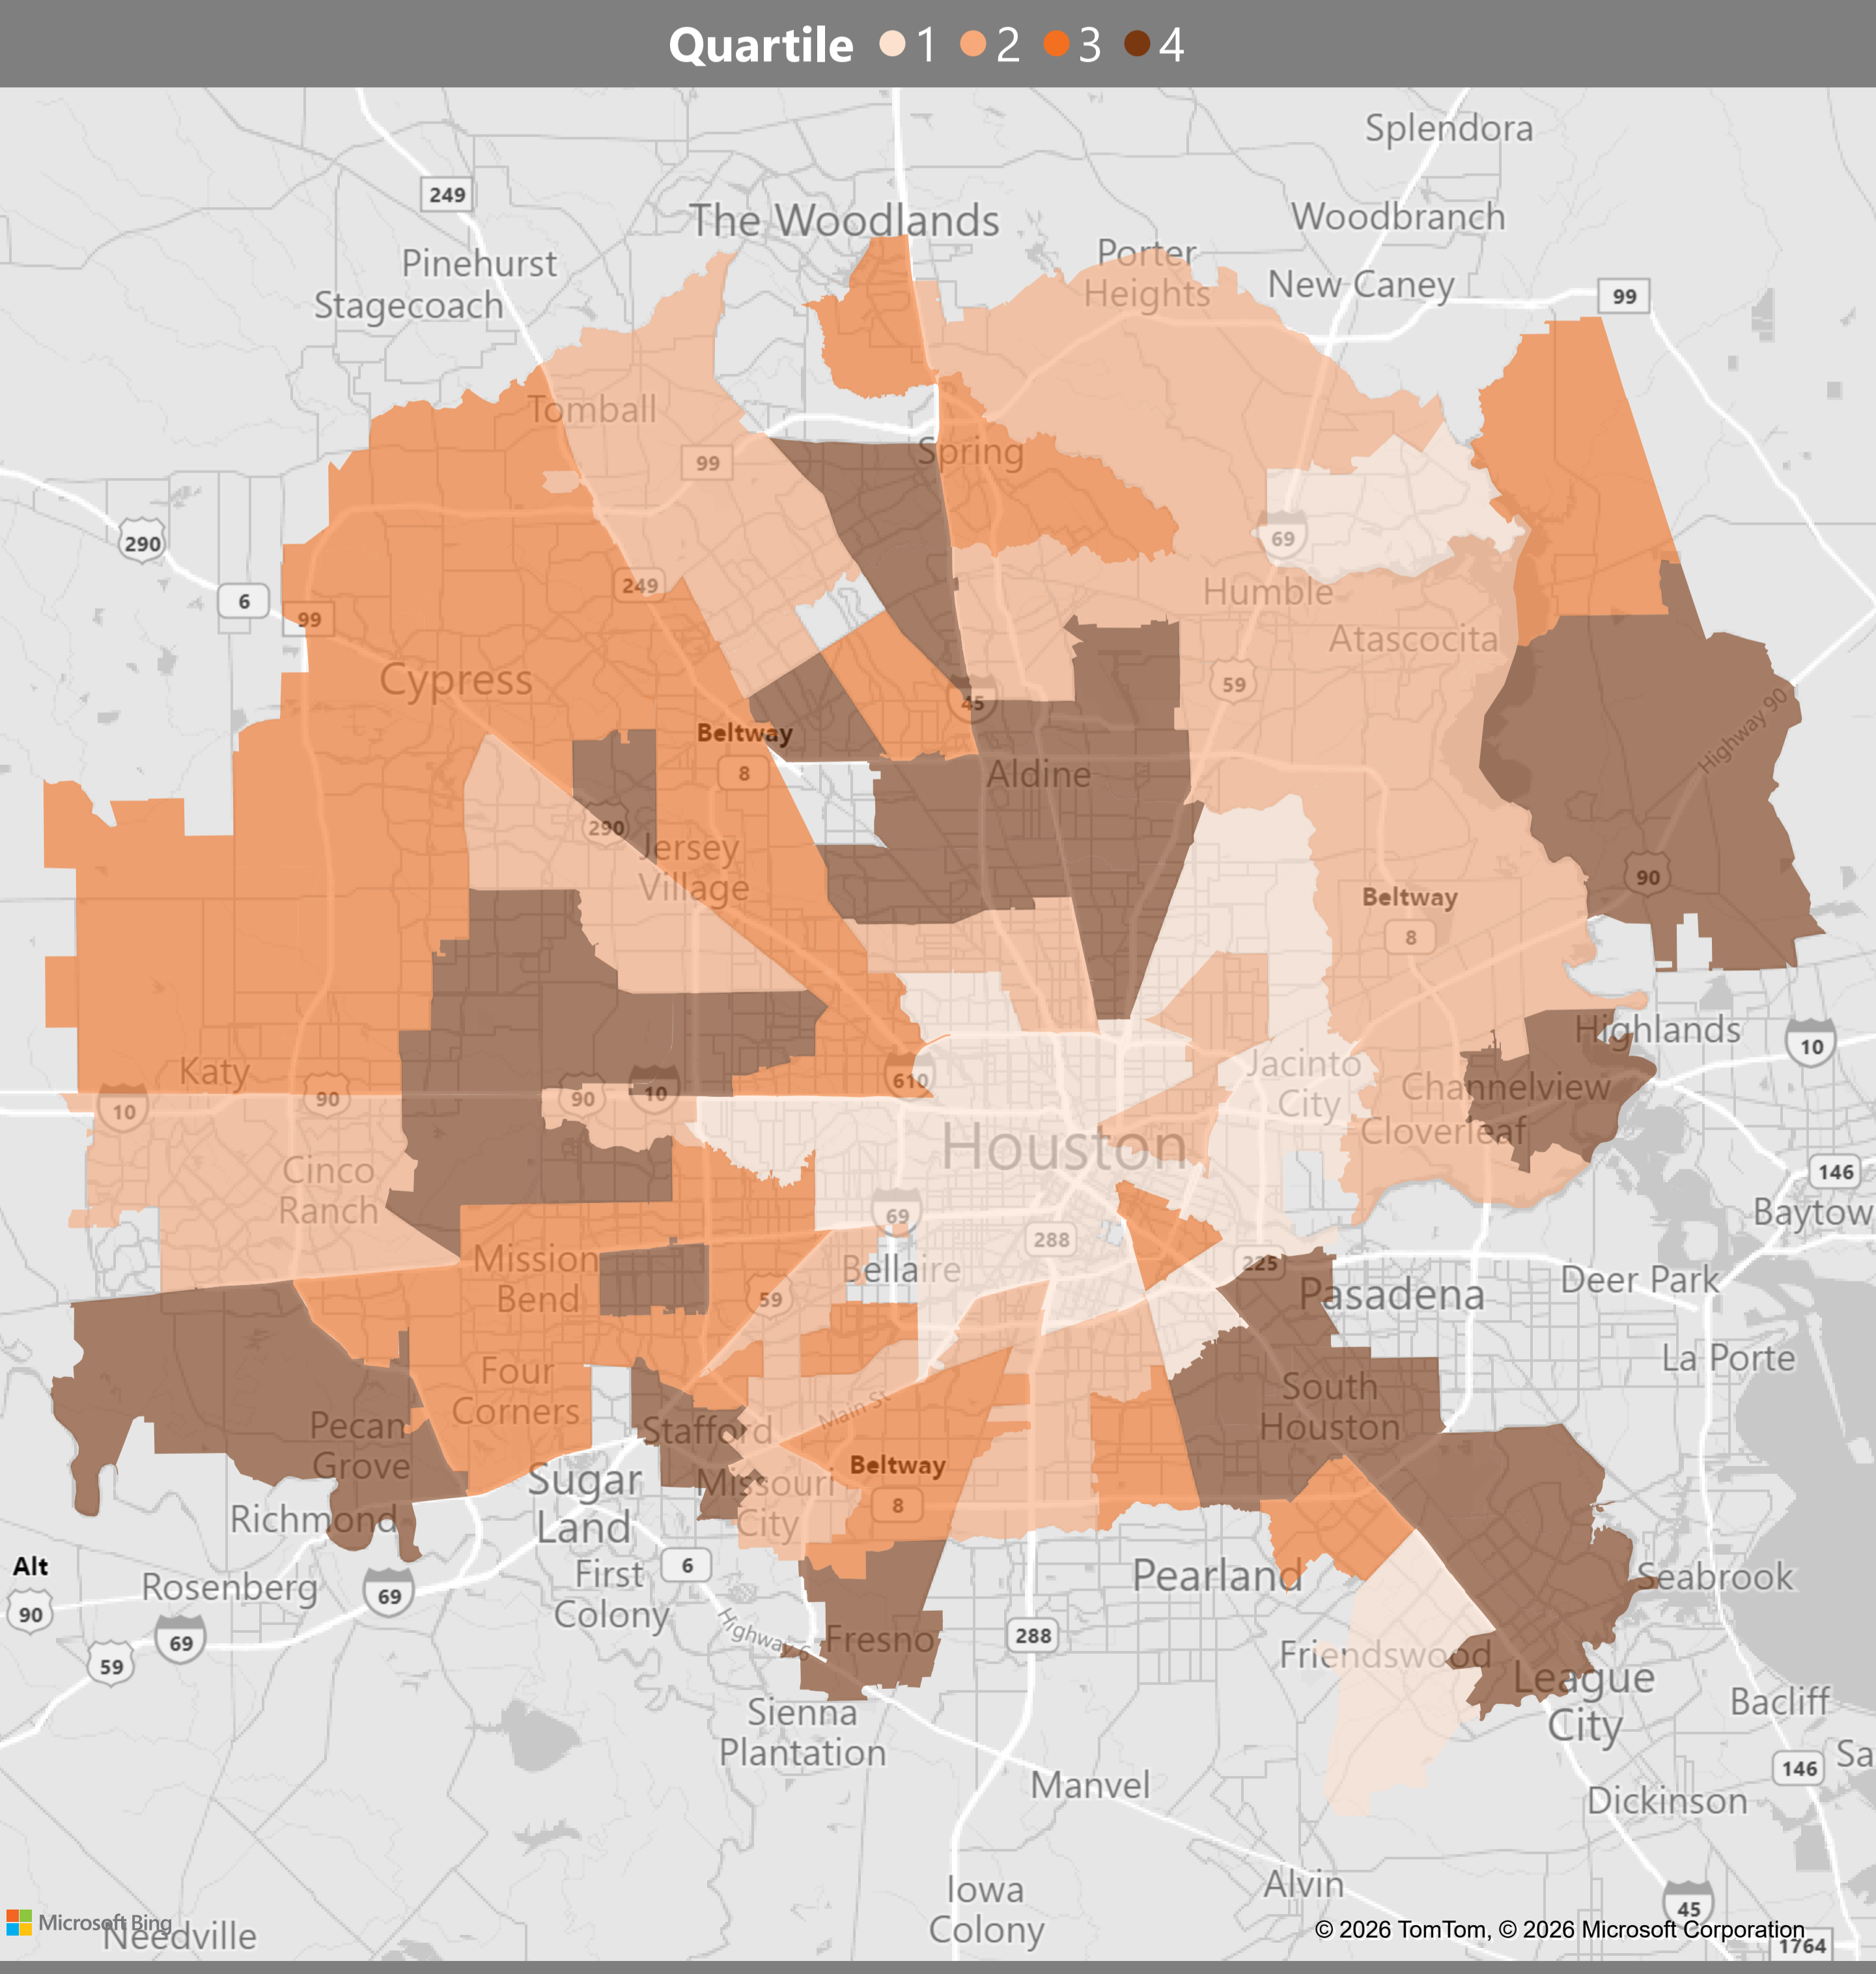 Quartile 1 2 3 4
Splendora
249
The Woodlands
Woodbranch
Pinehurst
Porter
Heights
New Caney
Stagecoach
99
Tomball
99
Spring
290
69
249
Humble
6
99
Atascocita
Cypress
59
45
Beltway
8
Highway 90
Aldine
290
Jersey
Village
90
Beltway
8
Highlands
Katy
610
Jacinto
City
10
10
90
90
10
Channelview
Cloverleaf
Houston
146
Cinco
Ranch
69
Baytow
288
Mission
Bend
Bellaire
225
Deer Park
59
Pasadena
La Porte
Four
Corners
South
Houston
Main St
Pecan
Grove
Stafford
Beltway
8
Missouri
City
Sugar
Land
Richmond
Alt
90
Rosenberg
69
First
Colony
6
Pearland
Seabrook
69
59
Highway 6
Fresno
288
Friendswood
League
City
Bacliff
Sienna
Plantation
146
Sa
Manvel
Dickinson
Iowa
Colony
Alvin
45
Microsoft Bing
Needville
© 2026 TomTom, © 2026 Microsoft Corporation
1764